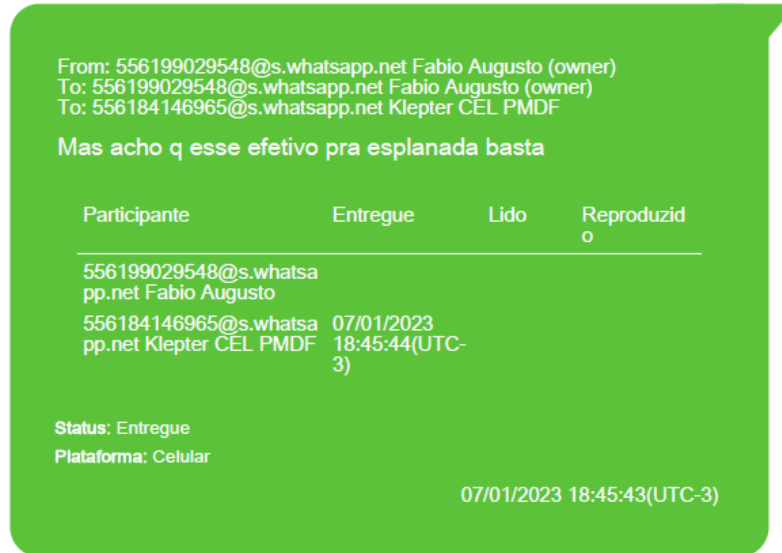 From: 556199029548@s.whatsapp.net Fabio Augusto (owner)
To: 556199029548@s.whatsapp.net Fabio Augusto (owner)
To: 556184146965@s.whatsapp.net Klepter CEL PMDF
Mas acho q esse efetivo pra esplanada basta
Participante Entregue Lido Reproduzid
o
556199029548@s.whatsa
pp.net Fabio Augusto
556184146965@s.whatsa 07/01/2023
pp.net Klepter CEL PMDF 18:45:44(UTC-
3)
Status: Entregue
Plataforma: Celular
07/01/2023 18:45:43(UTC-3)